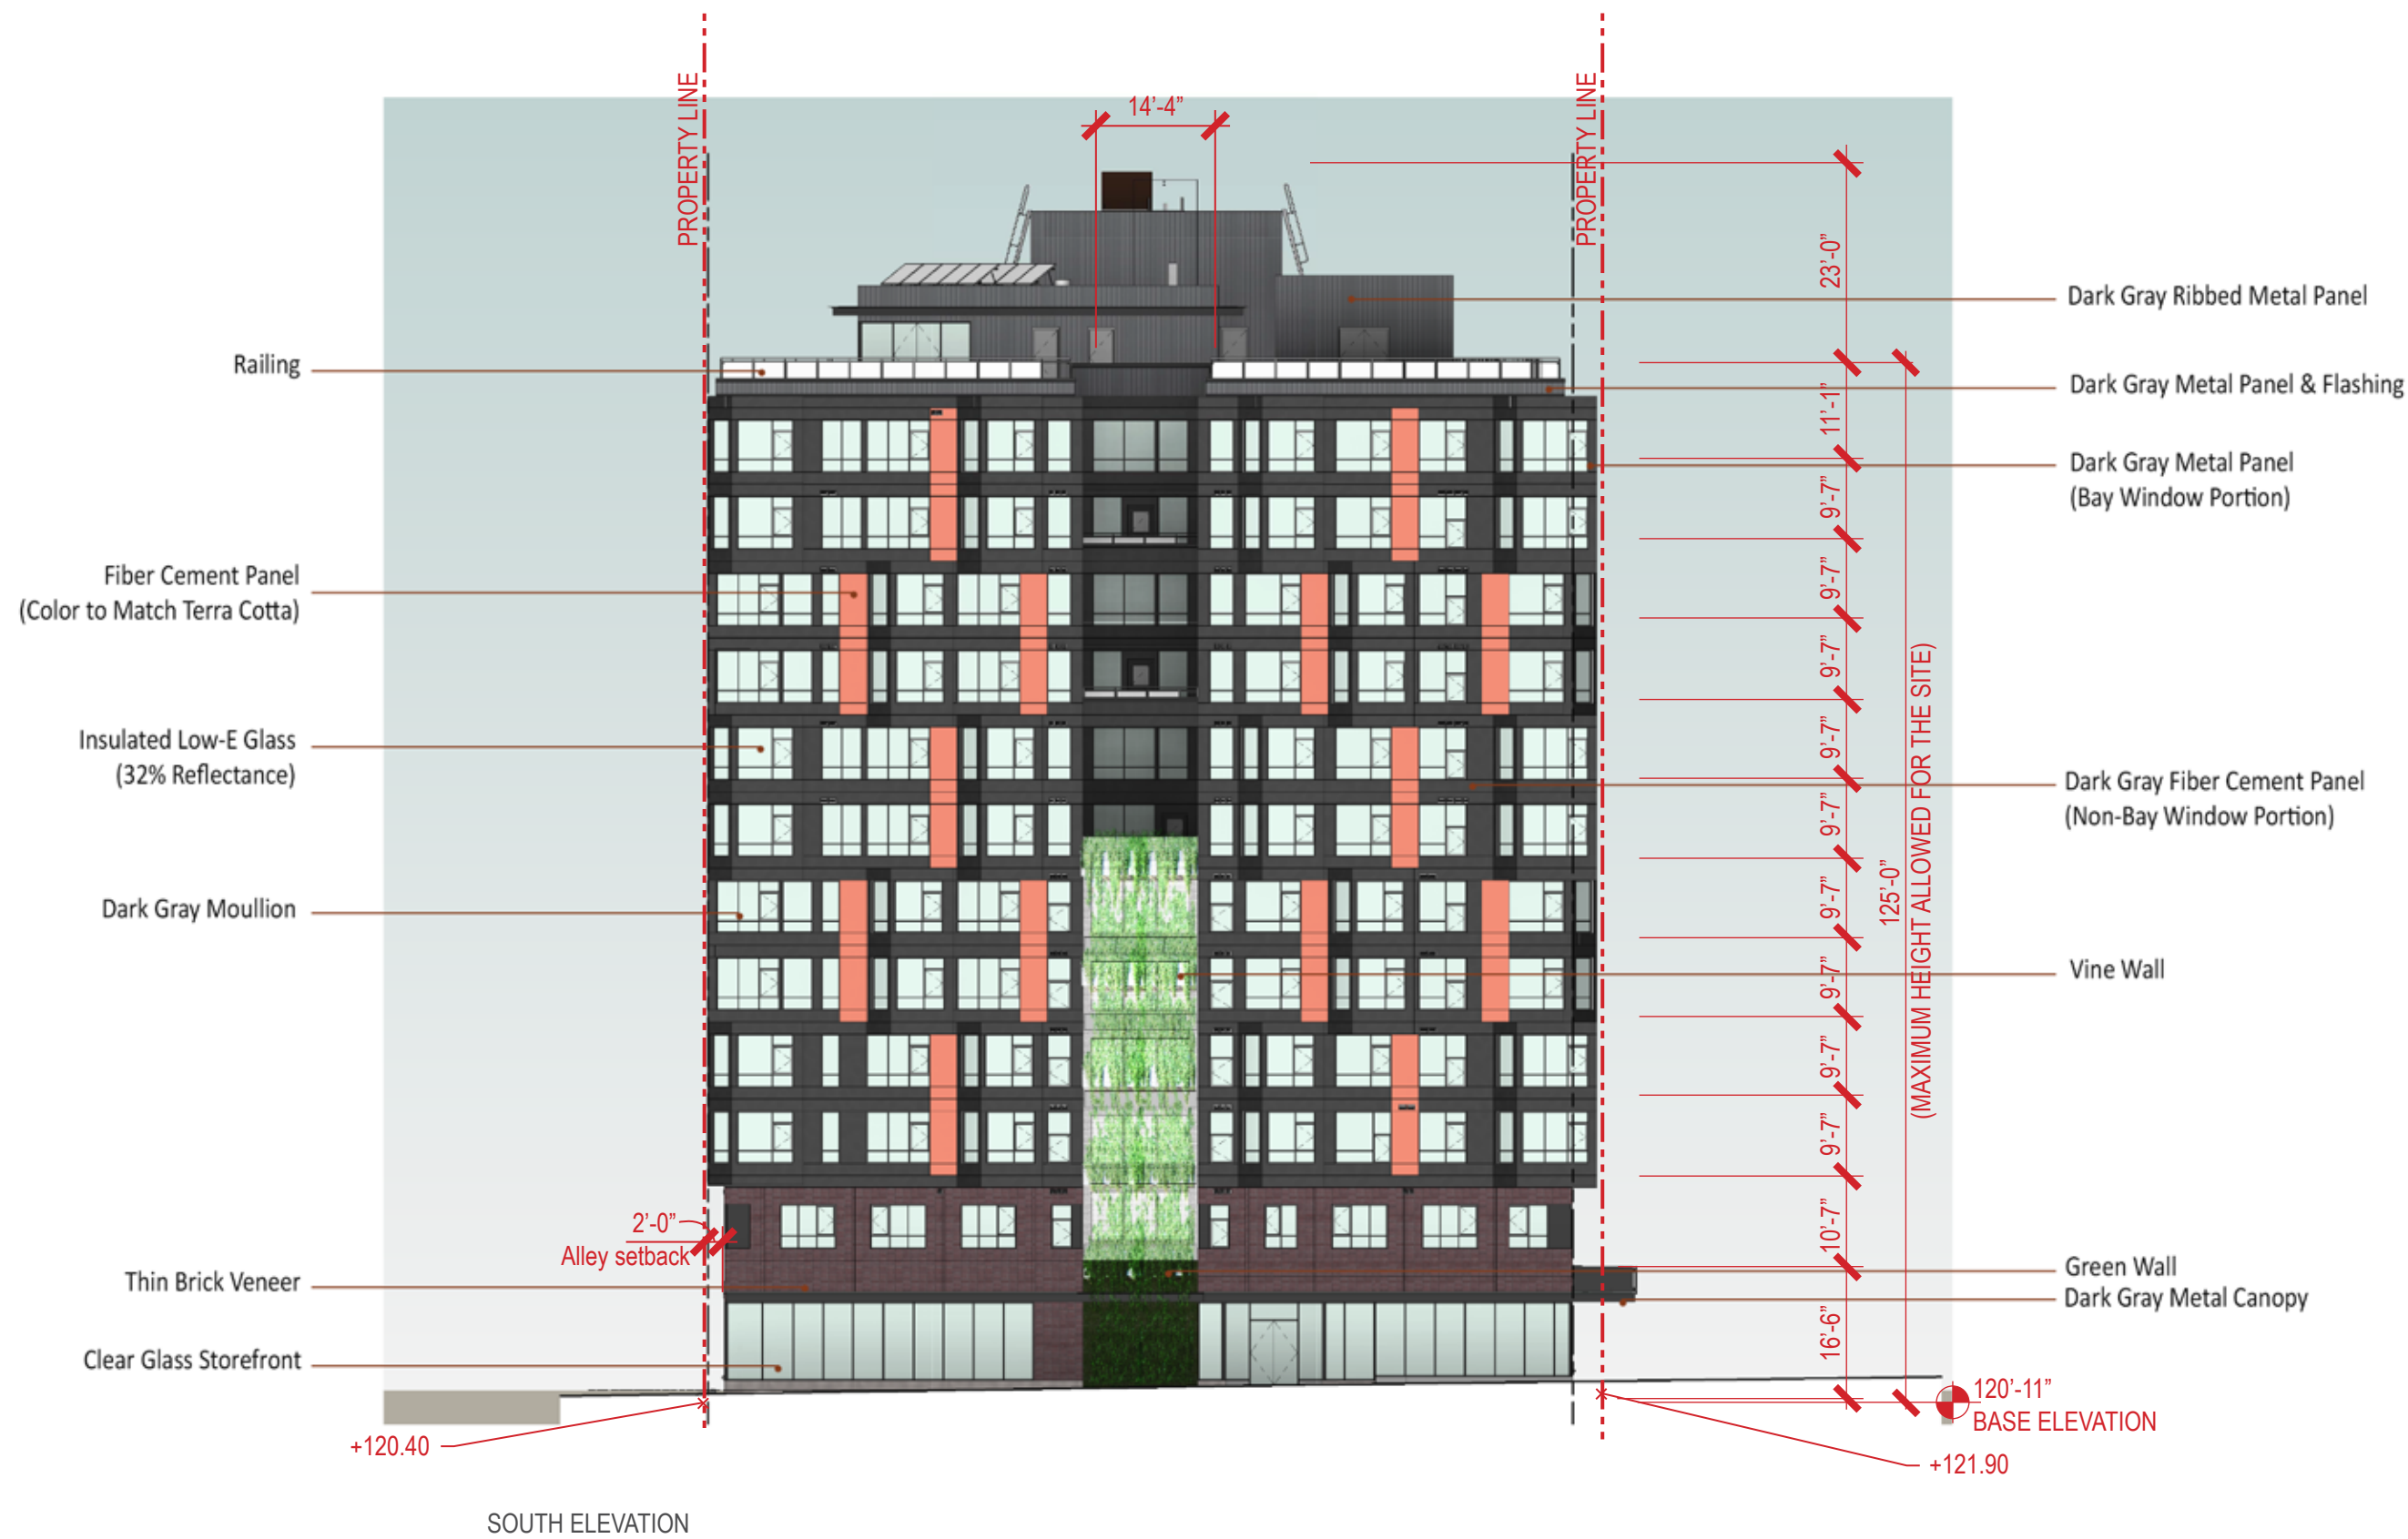 PROPERTY LINE
14’-4”
PROPERTY LINE
23’-0”
Dark Gray Ribbed Metal Panel
Railing
Dark Gray Metal Panel & Flashing
11’-1”
Dark Gray Metal Panel
(Bay Window Portion)
9’-7”
Fiber Cement Panel
(Color to Match Terra Cotta)
9’-7”
9’-7”
Insulated Low-E Glass
(32% Reflectance)
9’-7”
Dark Gray Fiber Cement Panel
(Non-Bay Window Portion)
9’-7”
Dark Gray Moullion
9’-7”
125’-0”
(MAXIMUM HEIGHT ALLOWED FOR THE SITE)
9’-7”
Vine Wall
9’-7”
9’-7”
2’-0”
Alley setback
10’-7”
Thin Brick Veneer
Green Wall
Dark Gray Metal Canopy
Clear Glass Storefront
16’-6”
120’-11”
BASE ELEVATION
+120.40
+121.90
SOUTH ELEVATION